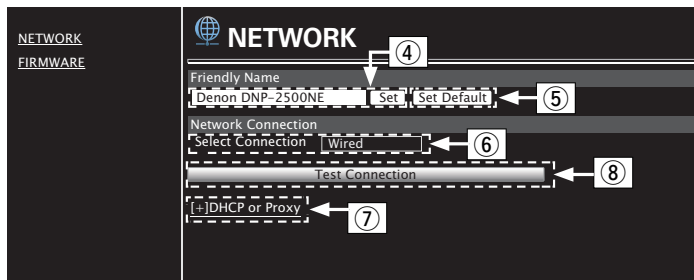 NETWORK
FIRMWARE
NETWORK
④
Friendly Name
Denon DNP-2500NE Set Set Default ⑤
Network Connection
Select Connection Wired ⑥
Test Connection ⑧
[+]DHCP or Proxy ⑦